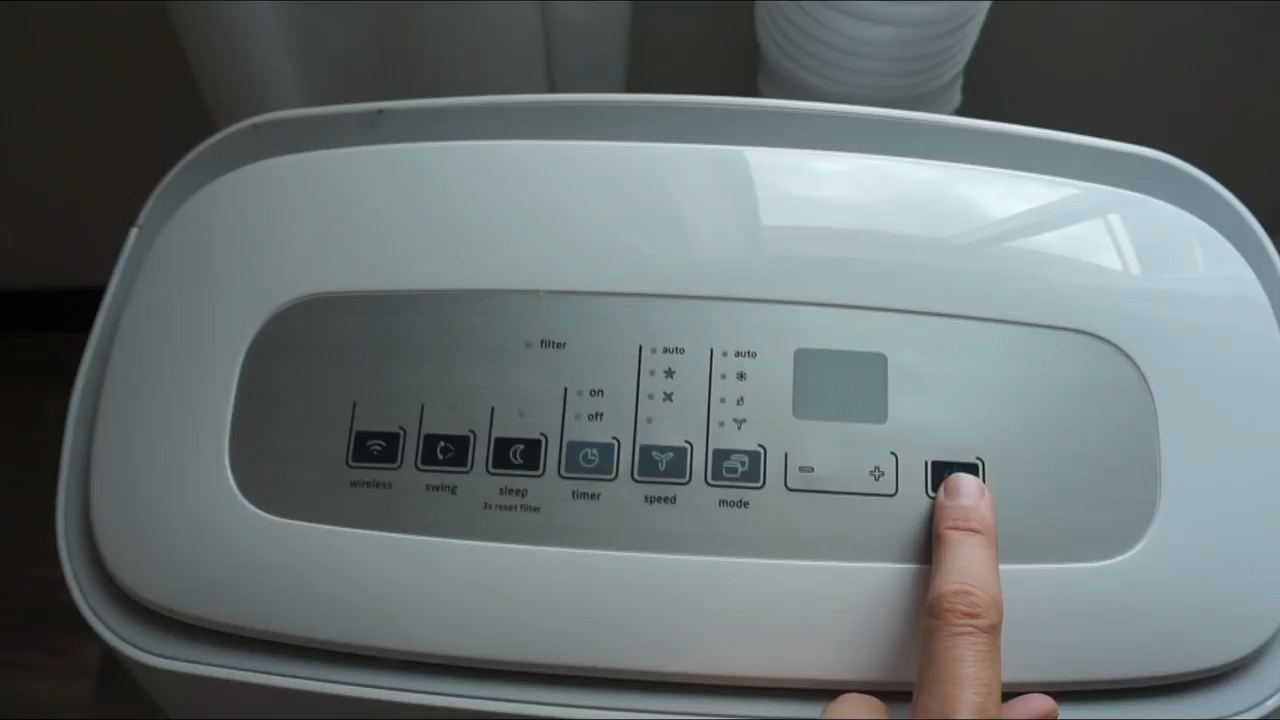 filter
auto
auto
on
off
wireless
swing
sleep
timer
speed
mode
3s reset filter